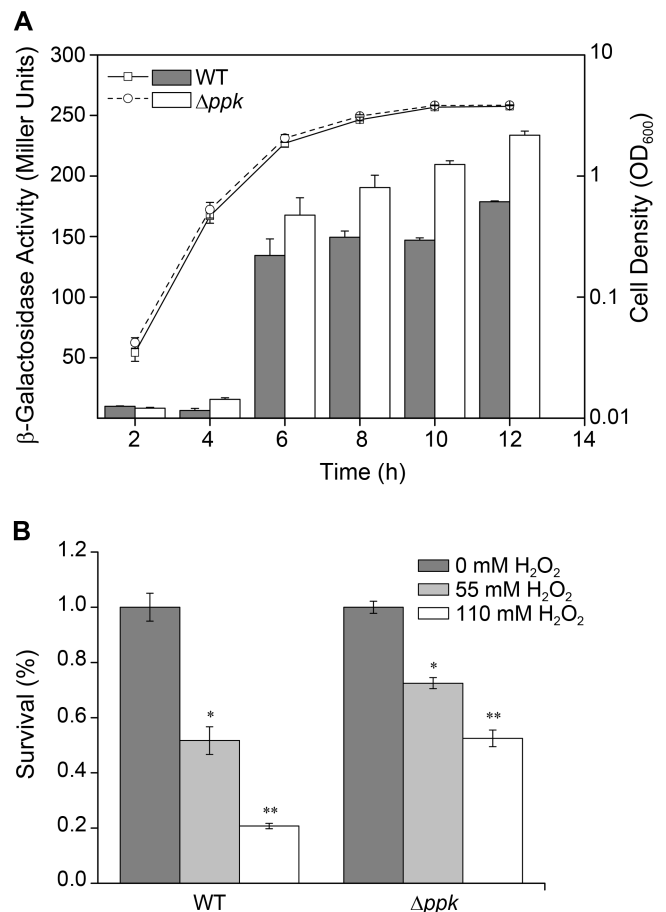 A
β-Galactosidase Activity (Miller Units)
300
250
200
150
100
50
WT
Δppk
10
1
0.1
0.01
Cell Density (OD₆₀₀)
2 4 6 8 10 12 14
Time (h)
B
Survival (%)
1.2
1.0
0.8
0.6
0.4
0.2
0.0
0 mM H₂O₂
55 mM H₂O₂
110 mM H₂O₂
*
**
*
**
WT Δppk